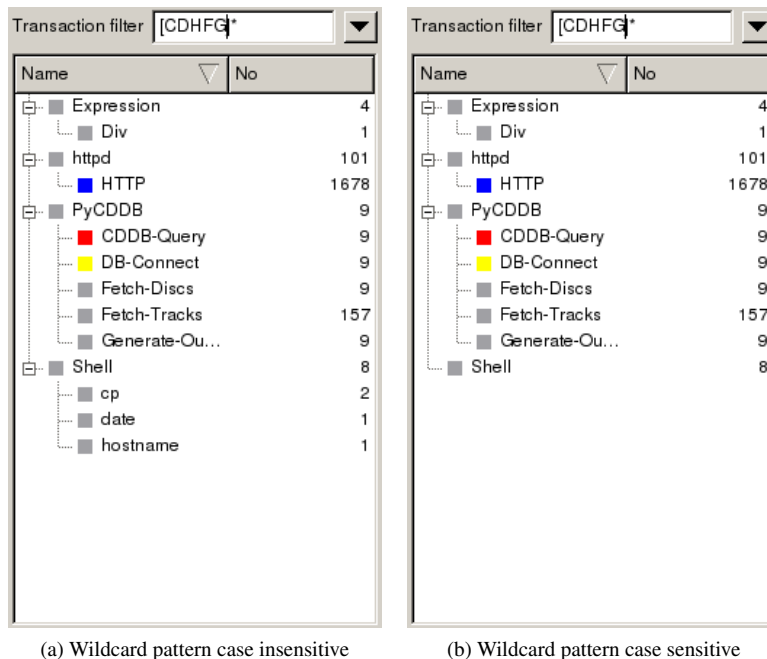 Transaction filter [CDHFG]*
Name No
Expression 4
Div 1
httpd 101
HTTP 1678
PyCDDB 9
CDDB-Query 9
DB-Connect 9
Fetch-Discs 9
Fetch-Tracks 157
Generate-Ou... 9
Shell 8
cp 2
date 1
hostname 1
(a) Wildcard pattern case insensitive
Transaction filter [CDHFG]*
Name No
Expression 4
Div 1
httpd 101
HTTP 1678
PyCDDB 9
CDDB-Query 9
DB-Connect 9
Fetch-Discs 9
Fetch-Tracks 157
Generate-Ou... 9
Shell 8
(b) Wildcard pattern case sensitive